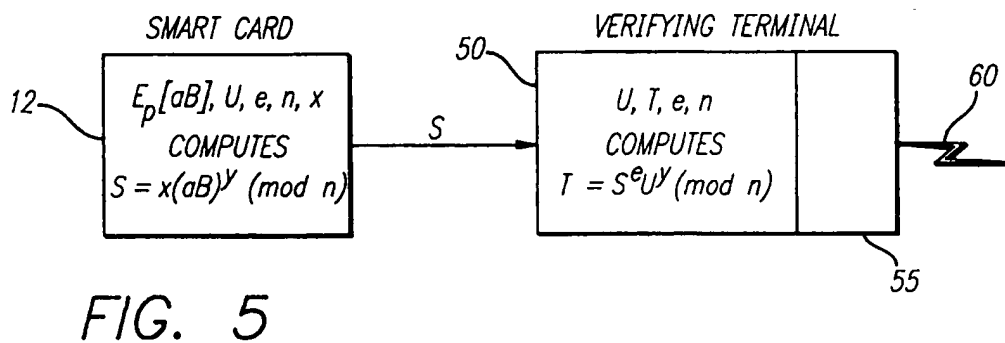 SMART CARD
12
E_p[aB], U, e, n, x
COMPUTES
S = x(aB)^y (mod n)
S
VERIFYING TERMINAL
50
U, T, e, n
COMPUTES
T = S^e U^y (mod n)
60
55
FIG. 5